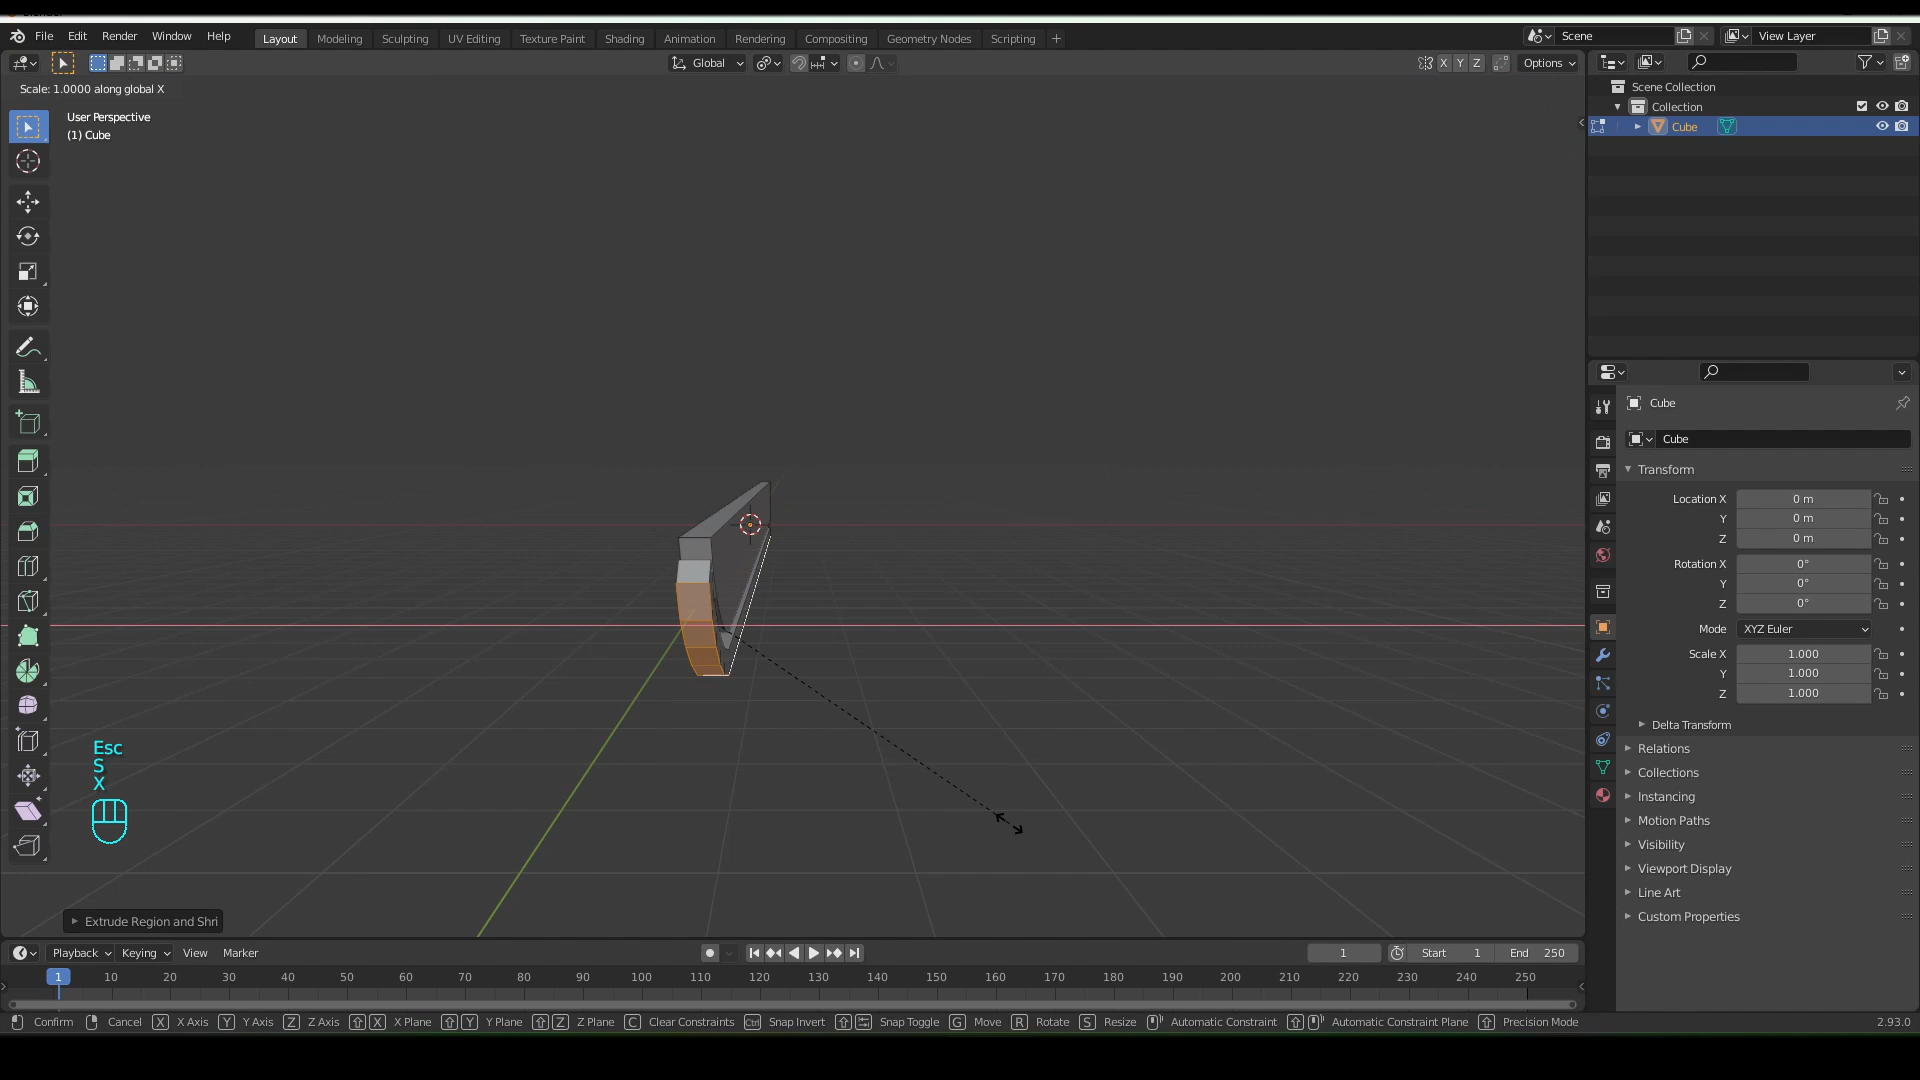 File Edit Render Window Help
Layout Modeling Sculpting UV Editing Texture Paint Shading Animation Rendering Compositing Geometry Nodes Scripting +
Scene
View Layer
Global
X Y Z
Options
Scale: 1.0000 along global X
User Perspective
(1) Cube
Scene Collection
Collection
Cube
Cube
Cube
Transform
Location X 0 m
Y 0 m
Z 0 m
Rotation X 0°
Y 0°
Z 0°
Mode XYZ Euler
Scale X 1.000
Y 1.000
Z 1.000
Delta Transform
Relations
Collections
Instancing
Motion Paths
Visibility
Viewport Display
Line Art
Custom Properties
Esc
S
X
Extrude Region and Shri
Playback Keying View Marker
1
Start 1
End 250
1 10 20 30 40 50 60 70 80 90 100 110 120 130 140 150 160 170 180 190 200 210 220 230 240 250
Confirm Cancel X X Axis Y Y Axis Z Z Axis X X Plane Y Y Plane Z Z Plane C Clear Constraints Ctrl Snap Invert Snap Toggle G Move R Rotate S Resize Automatic Constraint Automatic Constraint Plane Precision Mode 2.93.0